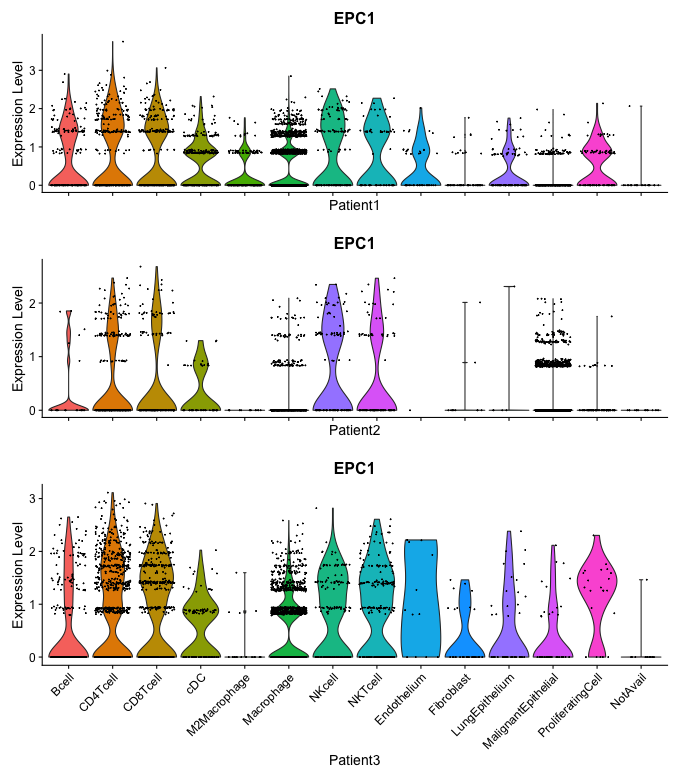 EPC1
Expression Level
3
2
1
0
Patient1
EPC1
Expression Level
2
1
0
Patient2
EPC1
Expression Level
3
2
1
0
Bcell
CD4Tcell
CD8Tcell
cDC
M2Macrophage
Macrophage
NKcell
NKTcell
Endothelium
Fibroblast
LungEpithelium
MalignantEpithelial
ProliferatingCell
NotAvail
Patient3